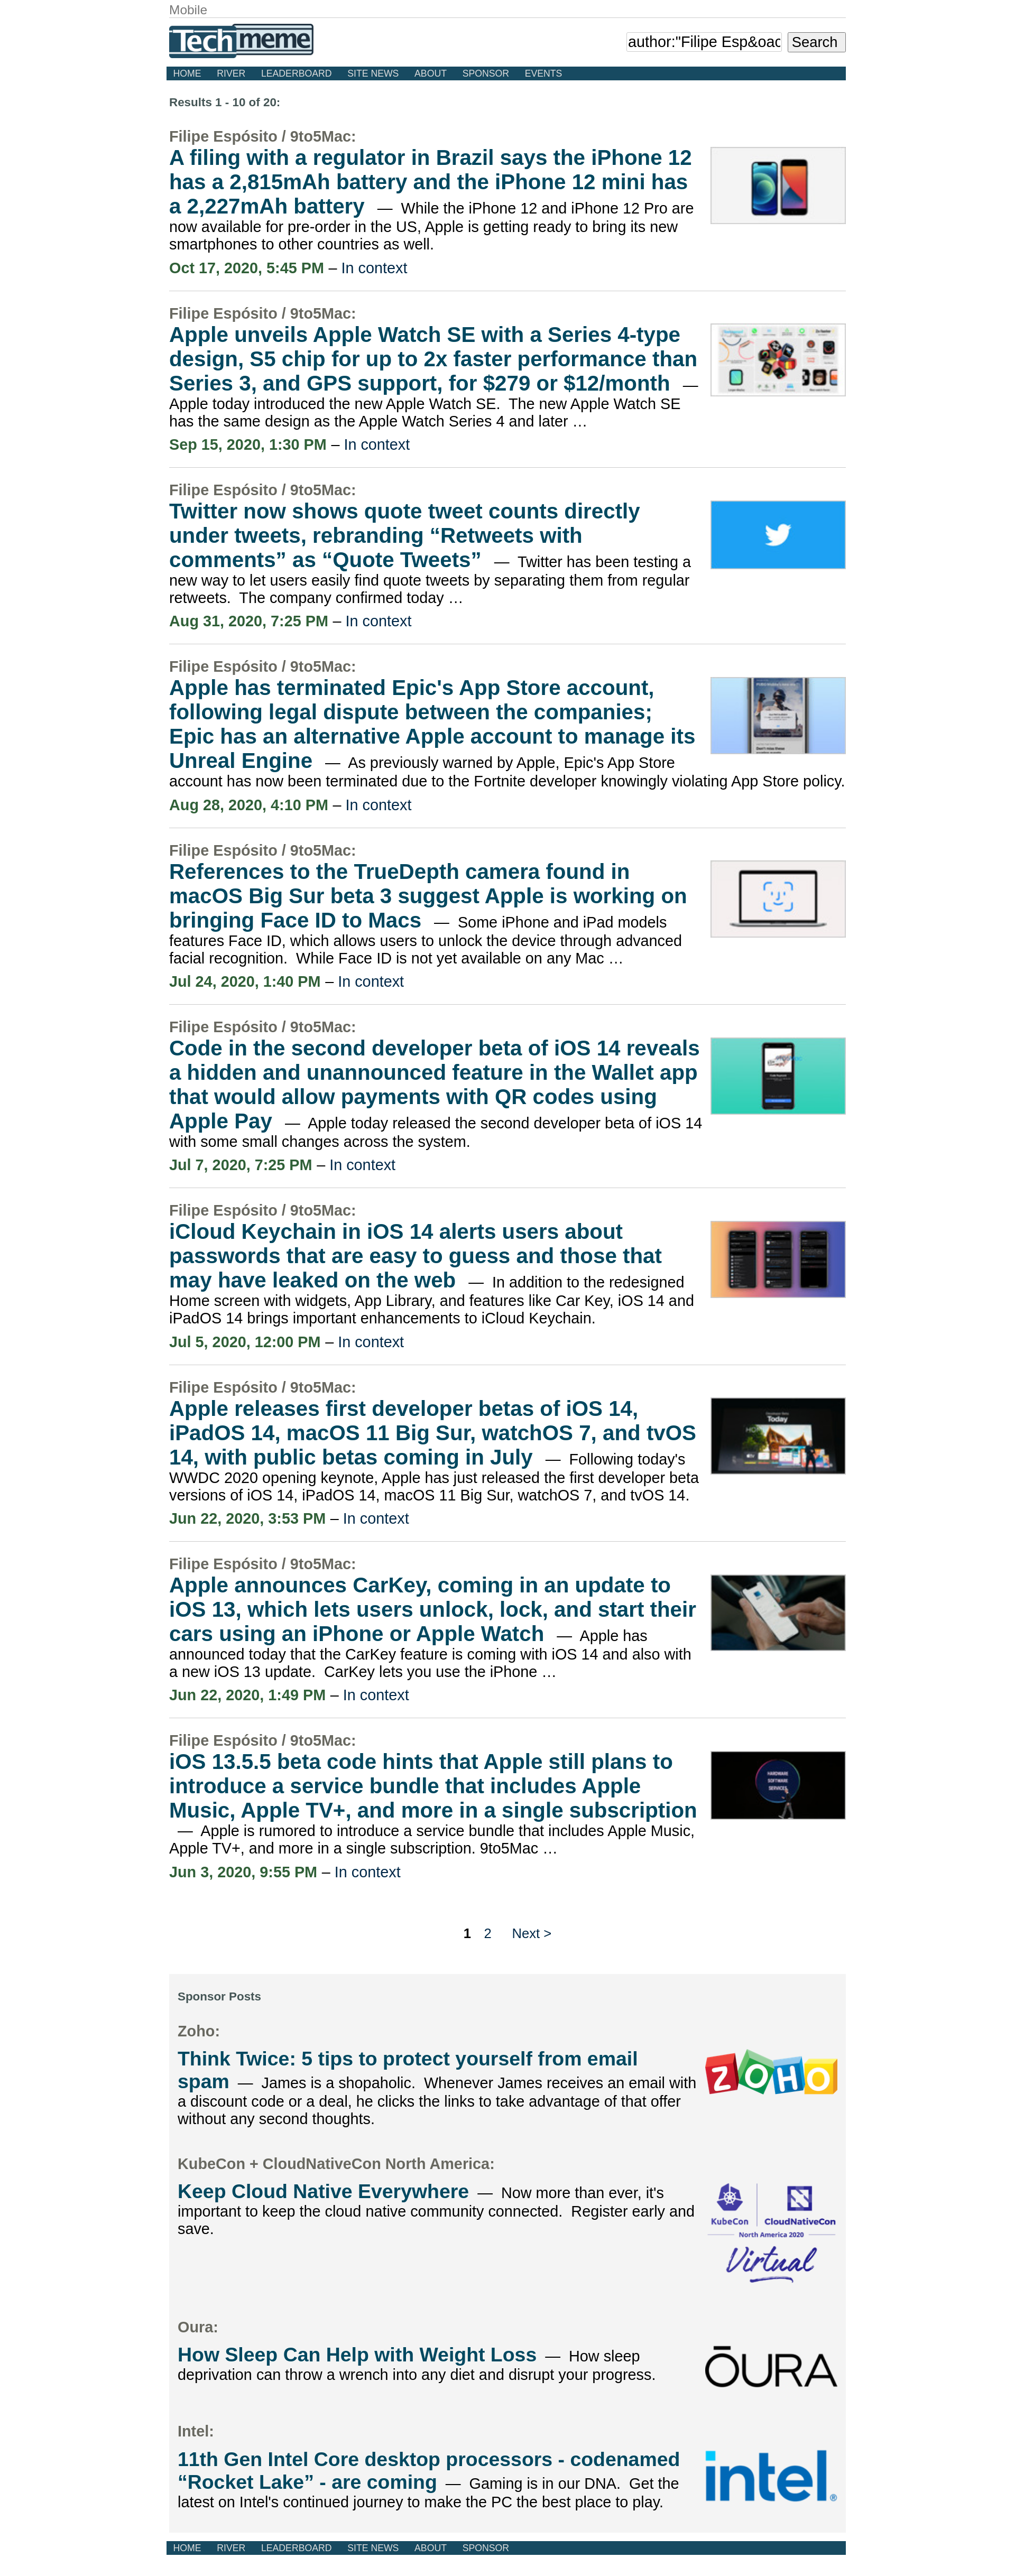 Mobile
Techmeme
author:"Filipe Esp&oac
Search
HOME RIVER LEADERBOARD SITE NEWS ABOUT SPONSOR EVENTS
Results 1 - 10 of 20:
Filipe Espósito / 9to5Mac:
A filing with a regulator in Brazil says the iPhone 12
has a 2,815mAh battery and the iPhone 12 mini has
a 2,227mAh battery — While the iPhone 12 and iPhone 12 Pro are
now available for pre-order in the US, Apple is getting ready to bring its new
smartphones to other countries as well.
Oct 17, 2020, 5:45 PM – In context
Filipe Espósito / 9to5Mac:
Apple unveils Apple Watch SE with a Series 4-type
design, S5 chip for up to 2x faster performance than
Series 3, and GPS support, for $279 or $12/month —
Apple today introduced the new Apple Watch SE. The new Apple Watch SE
has the same design as the Apple Watch Series 4 and later …
Sep 15, 2020, 1:30 PM – In context
Filipe Espósito / 9to5Mac:
Twitter now shows quote tweet counts directly
under tweets, rebranding “Retweets with
comments” as “Quote Tweets” — Twitter has been testing a
new way to let users easily find quote tweets by separating them from regular
retweets. The company confirmed today …
Aug 31, 2020, 7:25 PM – In context
Filipe Espósito / 9to5Mac:
Apple has terminated Epic's App Store account,
following legal dispute between the companies;
Epic has an alternative Apple account to manage its
Unreal Engine — As previously warned by Apple, Epic's App Store
account has now been terminated due to the Fortnite developer knowingly violating App Store policy.
Aug 28, 2020, 4:10 PM – In context
Filipe Espósito / 9to5Mac:
References to the TrueDepth camera found in
macOS Big Sur beta 3 suggest Apple is working on
bringing Face ID to Macs — Some iPhone and iPad models
features Face ID, which allows users to unlock the device through advanced
facial recognition. While Face ID is not yet available on any Mac …
Jul 24, 2020, 1:40 PM – In context
Filipe Espósito / 9to5Mac:
Code in the second developer beta of iOS 14 reveals
a hidden and unannounced feature in the Wallet app
that would allow payments with QR codes using
Apple Pay — Apple today released the second developer beta of iOS 14
with some small changes across the system.
Jul 7, 2020, 7:25 PM – In context
Filipe Espósito / 9to5Mac:
iCloud Keychain in iOS 14 alerts users about
passwords that are easy to guess and those that
may have leaked on the web — In addition to the redesigned
Home screen with widgets, App Library, and features like Car Key, iOS 14 and
iPadOS 14 brings important enhancements to iCloud Keychain.
Jul 5, 2020, 12:00 PM – In context
Filipe Espósito / 9to5Mac:
Apple releases first developer betas of iOS 14,
iPadOS 14, macOS 11 Big Sur, watchOS 7, and tvOS
14, with public betas coming in July — Following today's
WWDC 2020 opening keynote, Apple has just released the first developer beta
versions of iOS 14, iPadOS 14, macOS 11 Big Sur, watchOS 7, and tvOS 14.
Today
Jun 22, 2020, 3:53 PM – In context
Filipe Espósito / 9to5Mac:
Apple announces CarKey, coming in an update to
iOS 13, which lets users unlock, lock, and start their
cars using an iPhone or Apple Watch — Apple has
announced today that the CarKey feature is coming with iOS 14 and also with
a new iOS 13 update. CarKey lets you use the iPhone …
Jun 22, 2020, 1:49 PM – In context
Filipe Espósito / 9to5Mac:
iOS 13.5.5 beta code hints that Apple still plans to
introduce a service bundle that includes Apple
Music, Apple TV+, and more in a single subscription
— Apple is rumored to introduce a service bundle that includes Apple Music,
Apple TV+, and more in a single subscription. 9to5Mac …
HARDWARE
SOFTWARE
SERVICES
Jun 3, 2020, 9:55 PM – In context
1 2 Next >
Sponsor Posts
Zoho:
Think Twice: 5 tips to protect yourself from email
spam — James is a shopaholic. Whenever James receives an email with
a discount code or a deal, he clicks the links to take advantage of that offer
without any second thoughts.
ZOHO
KubeCon + CloudNativeCon North America:
Keep Cloud Native Everywhere — Now more than ever, it's
important to keep the cloud native community connected. Register early and
save.
KubeCon CloudNativeCon
North America 2020
Virtual
Oura:
How Sleep Can Help with Weight Loss — How sleep
deprivation can throw a wrench into any diet and disrupt your progress.
ŌURA
Intel:
11th Gen Intel Core desktop processors - codenamed
“Rocket Lake” - are coming — Gaming is in our DNA. Get the
latest on Intel's continued journey to make the PC the best place to play.
intel®
HOME RIVER LEADERBOARD SITE NEWS ABOUT SPONSOR